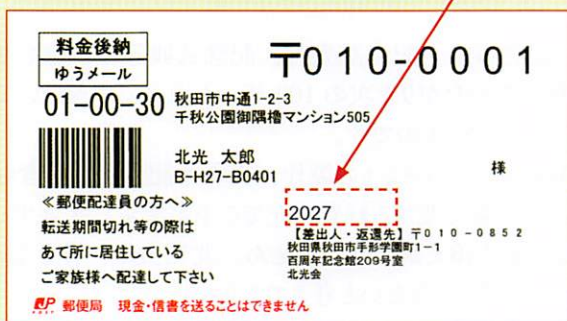 料金後納
ゆうメール
〒010-0001
01-00-30
秋田市中通1-2-3
千秋公園御隅櫓マンション505
北光 太郎
様
B-H27-B0401
≪郵便配達員の方へ≫
転送期間切れ等の際は
あて所に居住している
ご家族様へ配達して下さい
2027
【差出人・返還先】〒010-0852
秋田県秋田市手形学園町1-1
百周年記念館209号室
北光会
JP POST 郵便局 現金・信書を送ることはできません